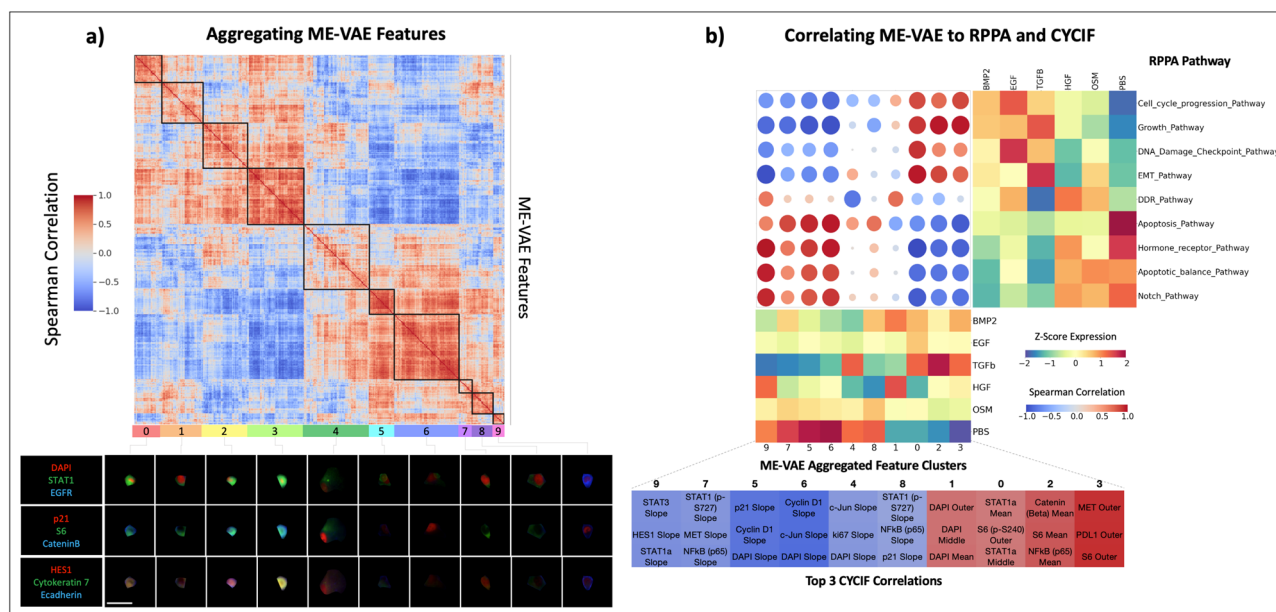 a)
Aggregating ME-VAE Features
Spearman Correlation
1.0
0.5
0.0
−0.5
−1.0
ME-VAE Features
0 1 2 3 4 5 6 7 8 9
DAPI
STAT1
EGFR
p21
S6
CateninB
HES1
Cytokeratin 7
Ecadherin
b)
Correlating ME-VAE to RPPA and CYCIF
RPPA Pathway
BMP2 EGF TGFB HGF OSM PBS
Cell_cycle_progression_Pathway
Growth_Pathway
DNA_Damage_Checkpoint_Pathway
EMT_Pathway
DDR_Pathway
Apoptosis_Pathway
Hormone_receptor_Pathway
Apoptotic_balance_Pathway
Notch_Pathway
BMP2
EGF
TGFb
HGF
OSM
PBS
Z-Score Expression
−2 −1 0 1 2
Spearman Correlation
-1.0 -0.5 0.0 0.5 1.0
9 7 5 6 4 8 1 0 2 3
ME-VAE Aggregated Feature Clusters
9 7 5 6 4 8 1 0 2 3
STAT3 Slope
STAT1 (p-S727) Slope
p21 Slope
Cyclin D1 Slope
c-Jun Slope
STAT1 (p-S727) Slope
DAPI Outer
STAT1a Mean
Catenin (Beta) Mean
MET Outer
HES1 Slope
MET Slope
Cyclin D1 Slope
c-Jun Slope
ki67 Slope
NFkB (p65) Slope
DAPI Middle
S6 (p-S240) Outer
S6 Mean
PDL1 Outer
STAT1a Slope
NFkB (p65) Slope
DAPI Slope
DAPI Slope
DAPI Slope
p21 Slope
DAPI Mean
STAT1a Middle
NFkB (p65) Mean
S6 Outer
Top 3 CYCIF Correlations